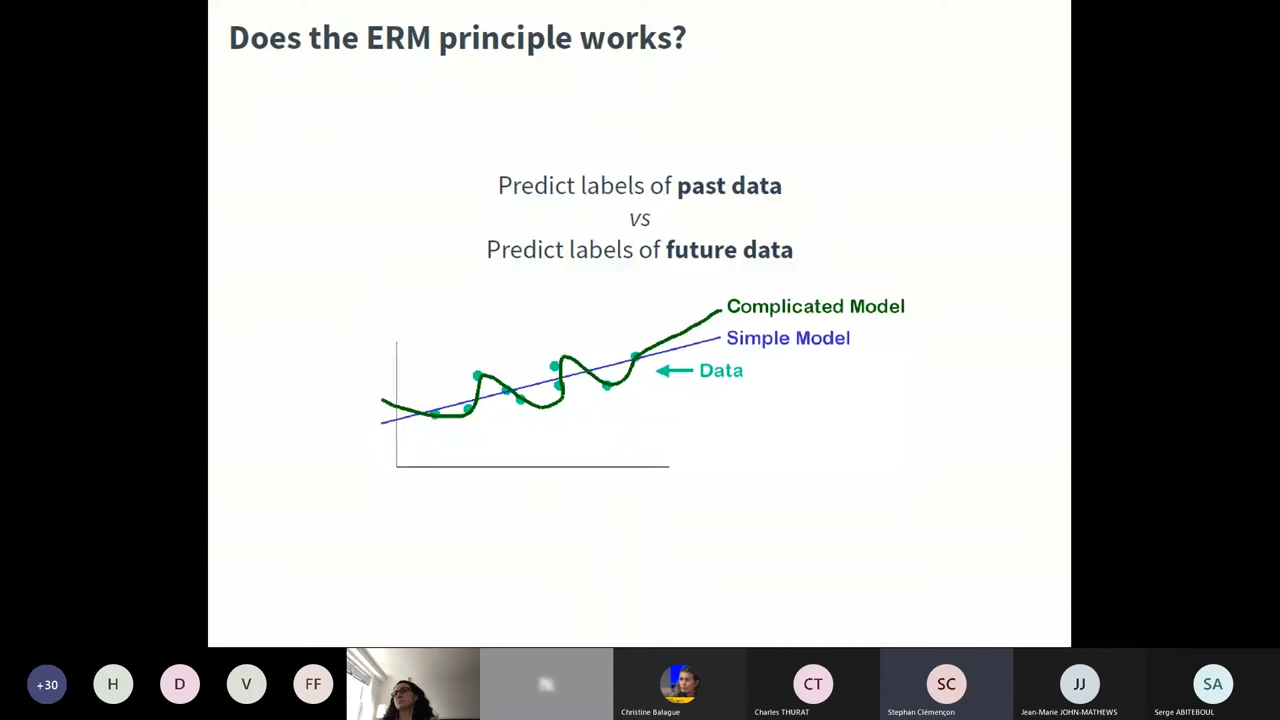 Does the ERM principle works?
Predict labels of past data
vs
Predict labels of future data
Complicated Model
Simple Model
Data
+30
H
D
V
FF
CT
SC
JJ
SA
Christine Balague
Charles THURAT
Stephan Clémençon
Jean-Marie JOHN-MATHEWS
Serge ABITEBOUL